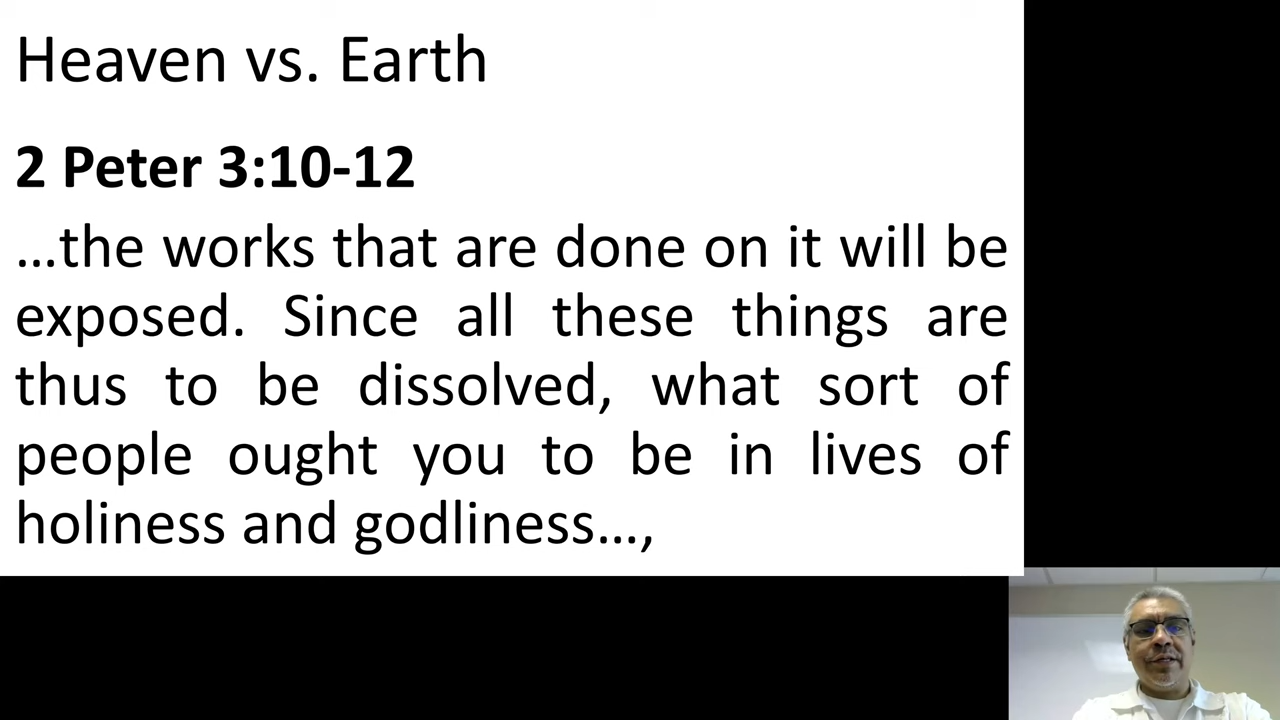 Heaven vs. Earth
2 Peter 3:10-12
…the works that are done on it will be
exposed. Since all these things are
thus to be dissolved, what sort of
people ought you to be in lives of
holiness and godliness…,